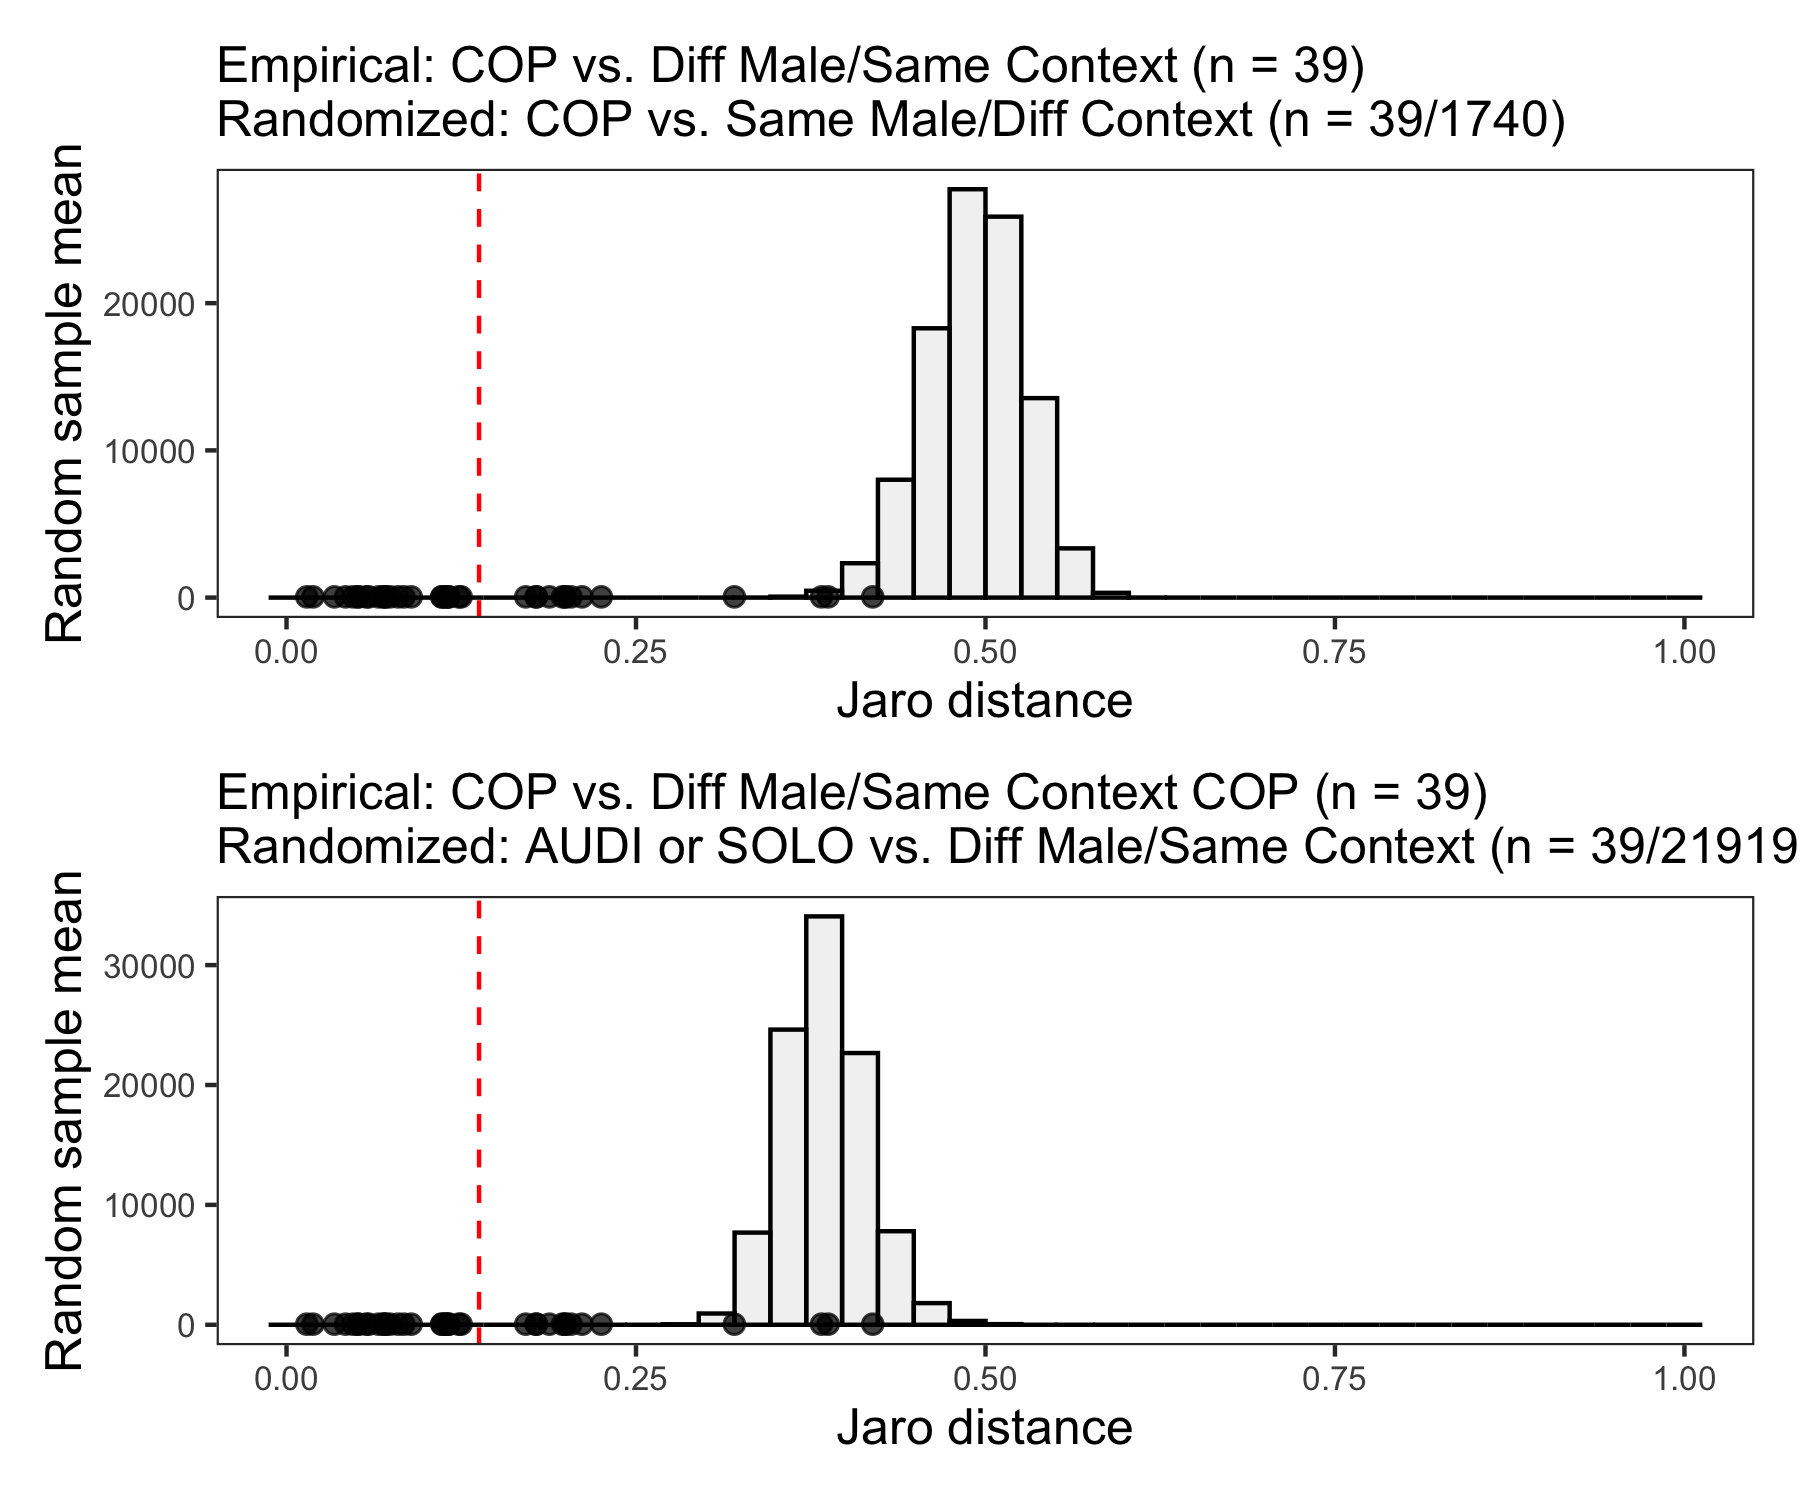 Empirical: COP vs. Diff Male/Same Context (n = 39)
Randomized: COP vs. Same Male/Diff Context (n = 39/1740)
Random sample mean
20000
10000
0
0.00 0.25 0.50 0.75 1.00
Jaro distance
Empirical: COP vs. Diff Male/Same Context COP (n = 39)
Randomized: AUDI or SOLO vs. Diff Male/Same Context (n = 39/21919
Random sample mean
30000
20000
10000
0
0.00 0.25 0.50 0.75 1.00
Jaro distance